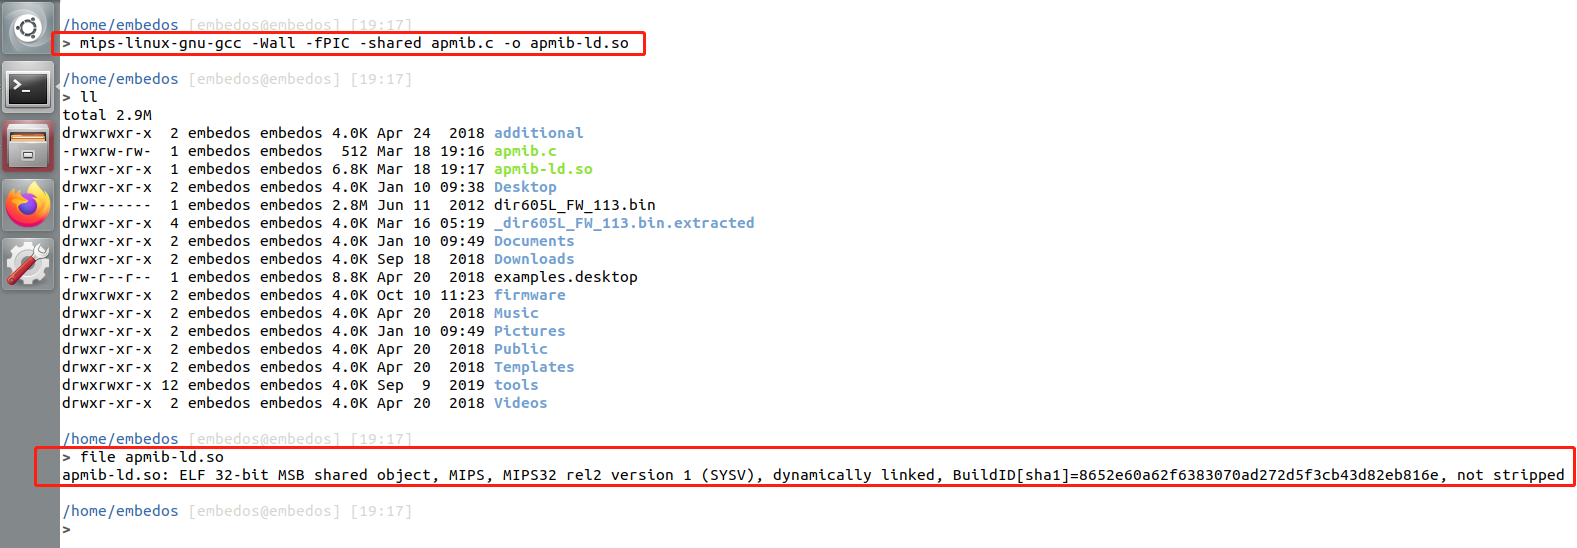 /home/embedos [embedos@embedos] [19:17]
> mips-linux-gnu-gcc -Wall -fPIC -shared apmib.c -o apmib-ld.so
/home/embedos [embedos@embedos] [19:17]
> ll
total 2.9M
drwxrwxr-x  2 embedos embedos 4.0K Apr 24  2018 additional
-rwxrw-rw-  1 embedos embedos  512 Mar 18 19:16 apmib.c
-rwxr-xr-x  1 embedos embedos 6.8K Mar 18 19:17 apmib-ld.so
drwxr-xr-x  2 embedos embedos 4.0K Jan 10 09:38 Desktop
-rw-------  1 embedos embedos 2.8M Jun 11  2012 dir605L_FW_113.bin
drwxr-xr-x  4 embedos embedos 4.0K Mar 16 05:19 _dir605L_FW_113.bin.extracted
drwxr-xr-x  2 embedos embedos 4.0K Jan 10 09:49 Documents
drwxr-xr-x  2 embedos embedos 4.0K Sep 18  2018 Downloads
-rw-r--r--  1 embedos embedos 8.8K Apr 20  2018 examples.desktop
drwxrwxr-x  2 embedos embedos 4.0K Oct 10 11:23 firmware
drwxr-xr-x  2 embedos embedos 4.0K Apr 20  2018 Music
drwxr-xr-x  2 embedos embedos 4.0K Jan 10 09:49 Pictures
drwxr-xr-x  2 embedos embedos 4.0K Apr 20  2018 Public
drwxr-xr-x  2 embedos embedos 4.0K Apr 20  2018 Templates
drwxrwxr-x 12 embedos embedos 4.0K Sep  9  2019 tools
drwxr-xr-x  2 embedos embedos 4.0K Apr 20  2018 Videos
/home/embedos [embedos@embedos] [19:17]
> file apmib-ld.so
apmib-ld.so: ELF 32-bit MSB shared object, MIPS, MIPS32 rel2 version 1 (SYSV), dynamically linked, BuildID[sha1]=8652e60a62f6383070ad272d5f3cb43d82eb816e, not stripped
/home/embedos [embedos@embedos] [19:17]
>